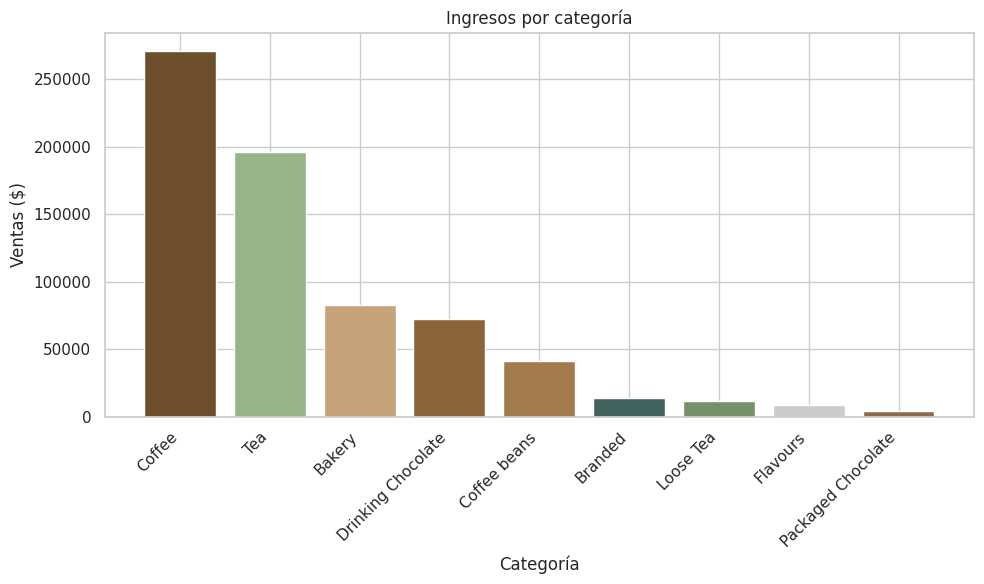 Ingresos por categoría
Ventas ($)
250000
200000
150000
100000
50000
0
Coffee
Tea
Bakery
Drinking Chocolate
Coffee beans
Branded
Loose Tea
Flavours
Packaged Chocolate
Categoría